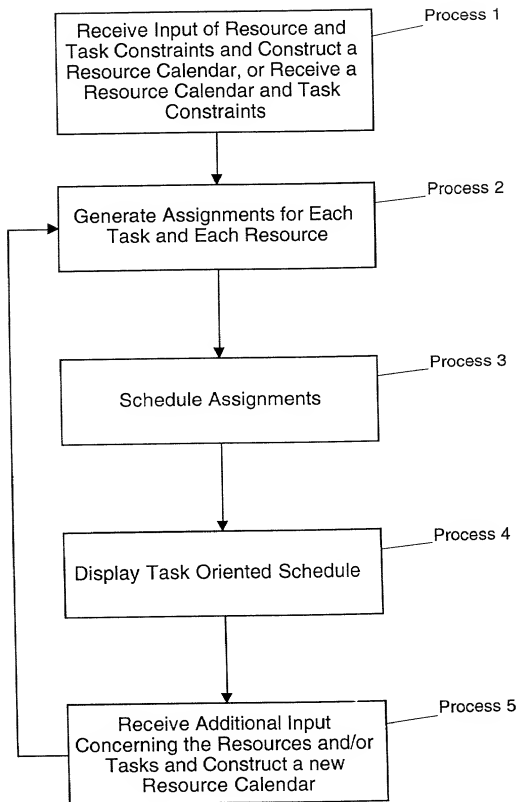 Process 1
Receive Input of Resource and
Task Constraints and Construct a
Resource Calendar, or Receive a
Resource Calendar and Task
Constraints
Process 2
Generate Assignments for Each
Task and Each Resource
Process 3
Schedule Assignments
Process 4
Display Task Oriented Schedule
Process 5
Receive Additional Input
Concerning the Resources and/or
Tasks and Construct a new
Resource Calendar